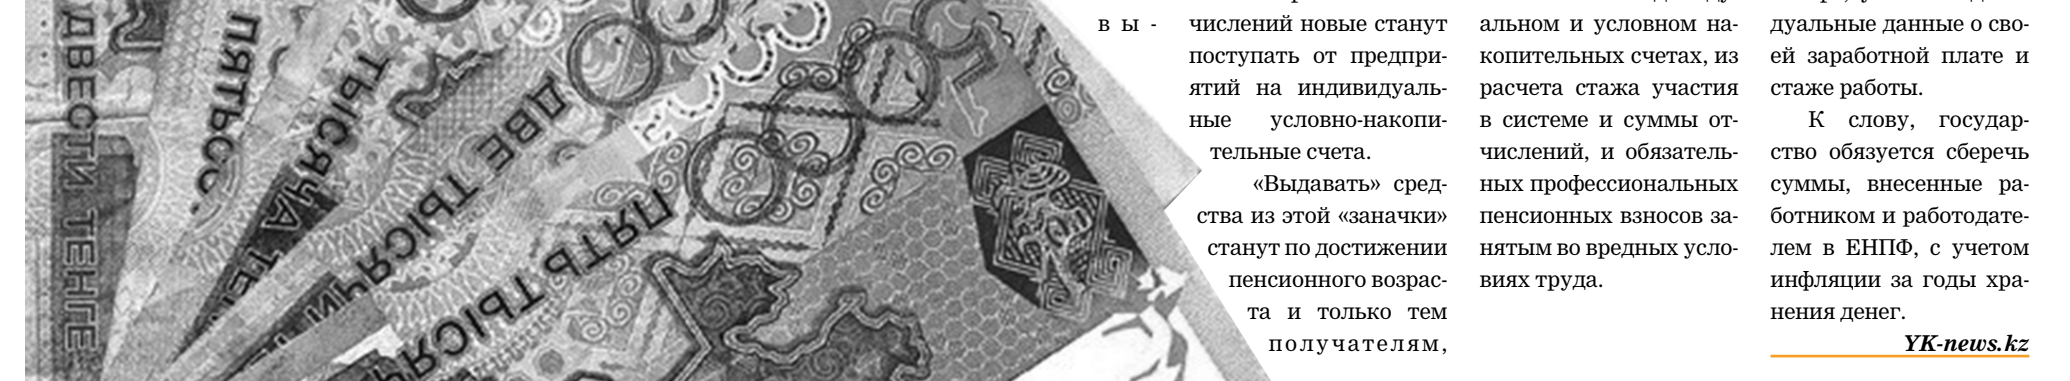 ДВЕСТИ ТЕНГЕ
ТЫСЯЧА
ДВЕ ТЫСЯЧИ
ПЯТЬ ТЫСЯЧ
вы-
числений новые станут
поступать от предпри-
ятий на индивидуаль-
ные условно-накопи-
тельные счета.
«Выдавать» сред-
ства из этой «заначки»
станут по достижении
пенсионного возрас-
та и только тем
получателям,
альном и условном на-
копительных счетах, из
расчета стажа участия
в системе и суммы от-
числений, и обязатель-
ных профессиональных
пенсионных взносов за-
нятым во вредных усло-
виях труда.
дуальные данные о сво-
ей заработной плате и
стаже работы.
К слову, государ-
ство обязуется сберечь
суммы, внесенные ра-
ботником и работодате-
лем в ЕНПФ, с учетом
инфляции за годы хра-
нения денег.
YK-news.kz